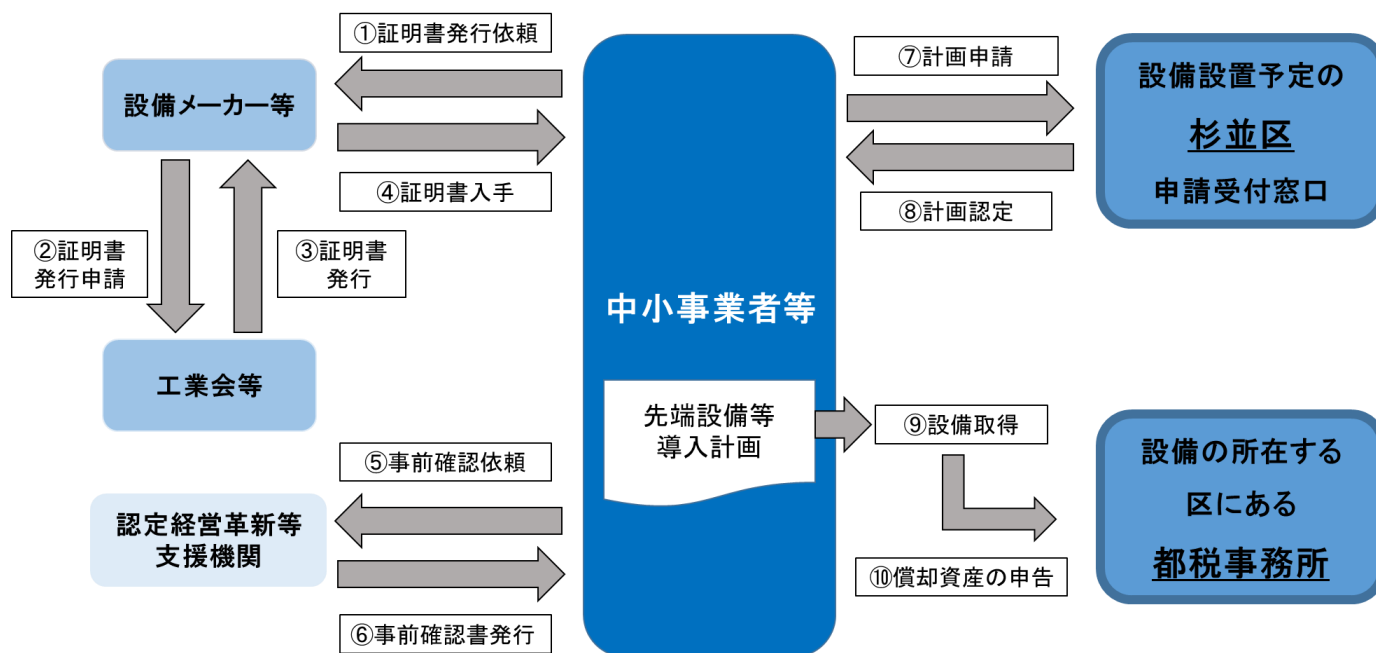 ①証明書発行依頼
設備メーカー等
④証明書入手
②証明書
発行申請
③証明書
発行
工業会等
⑤事前確認依頼
認定経営革新等
支援機関
⑥事前確認書発行
中小事業者等
先端設備等
導入計画
⑦計画申請
⑧計画認定
設備設置予定の
杉並区
申請受付窓口
⑨設備取得
⑩償却資産の申告
設備の所在する
区にある
都税事務所